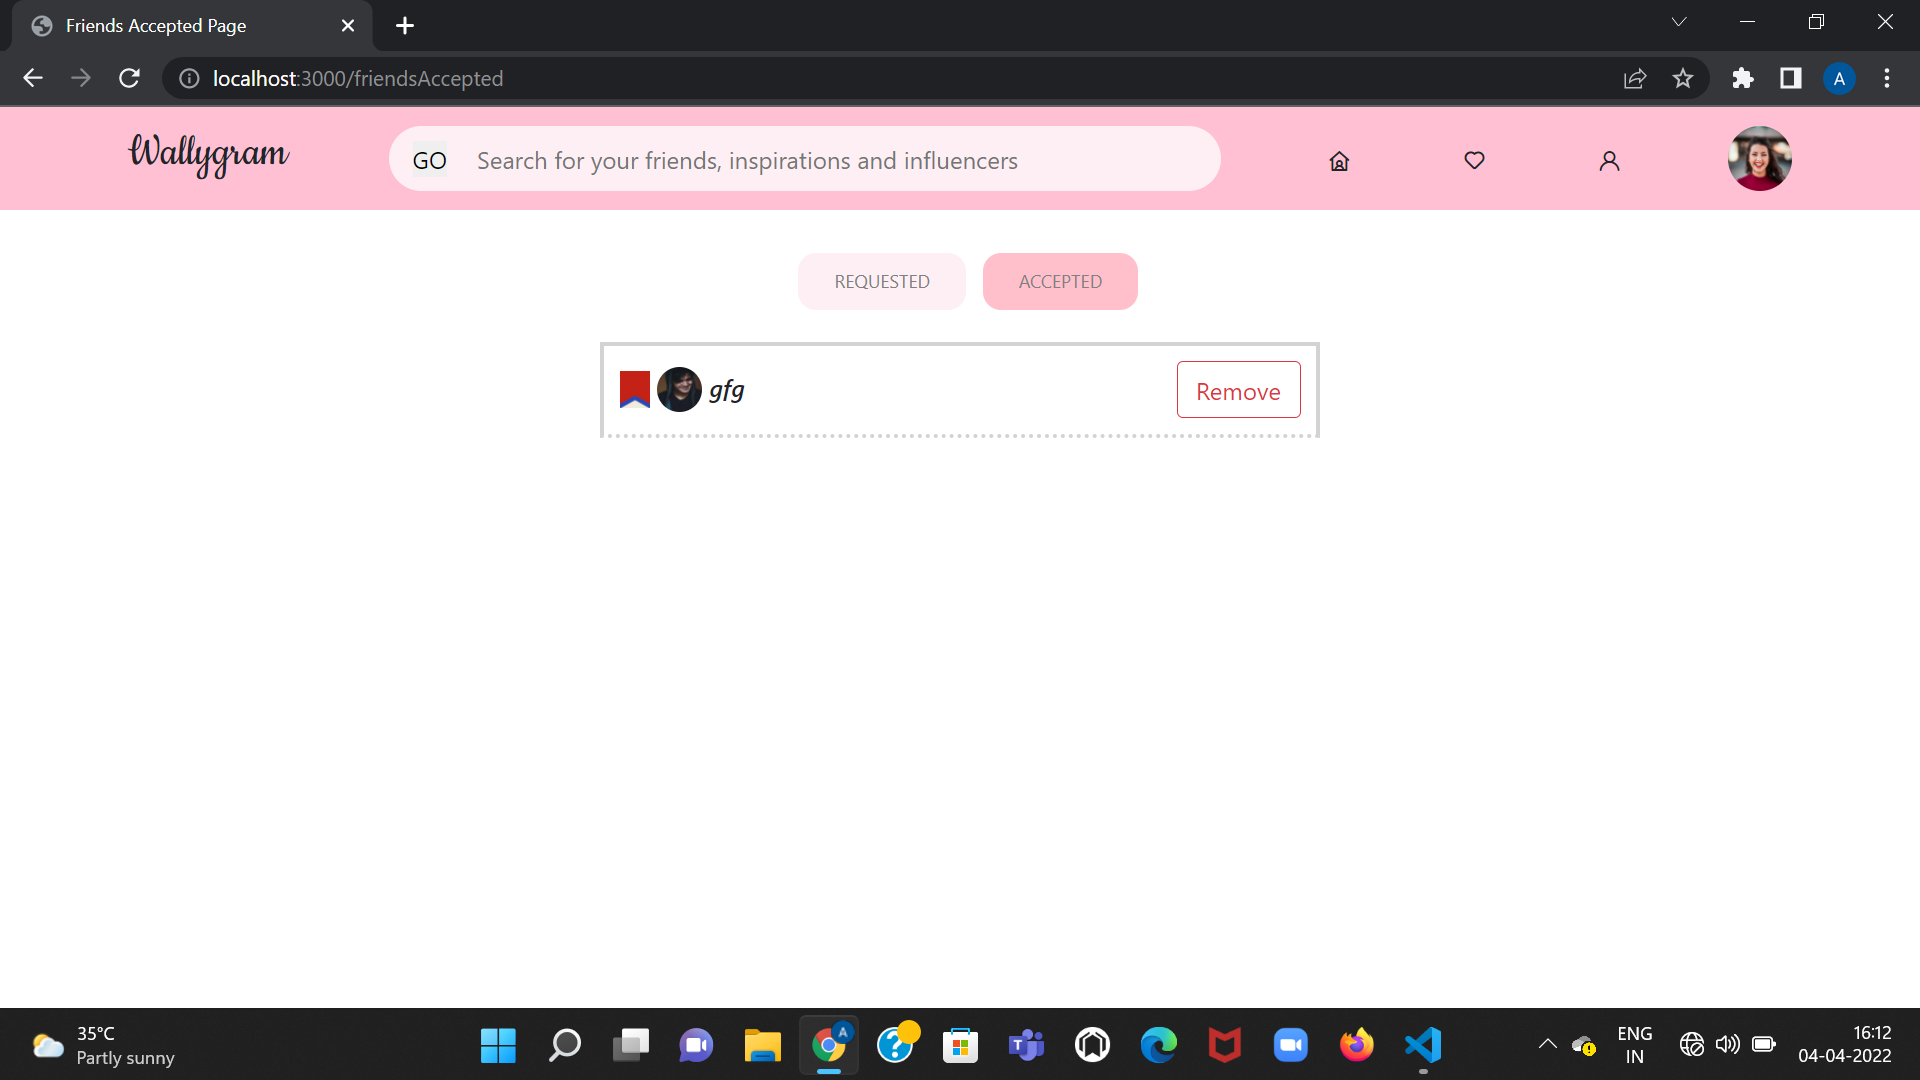 Friends Accepted Page
localhost:3000/friendsAccepted
A
Wallygram
GO
Search for your friends, inspirations and influencers
REQUESTED
ACCEPTED
gfg
Remove
35°C
Partly sunny
A
?
T
ENG
IN
16:12
04-04-2022